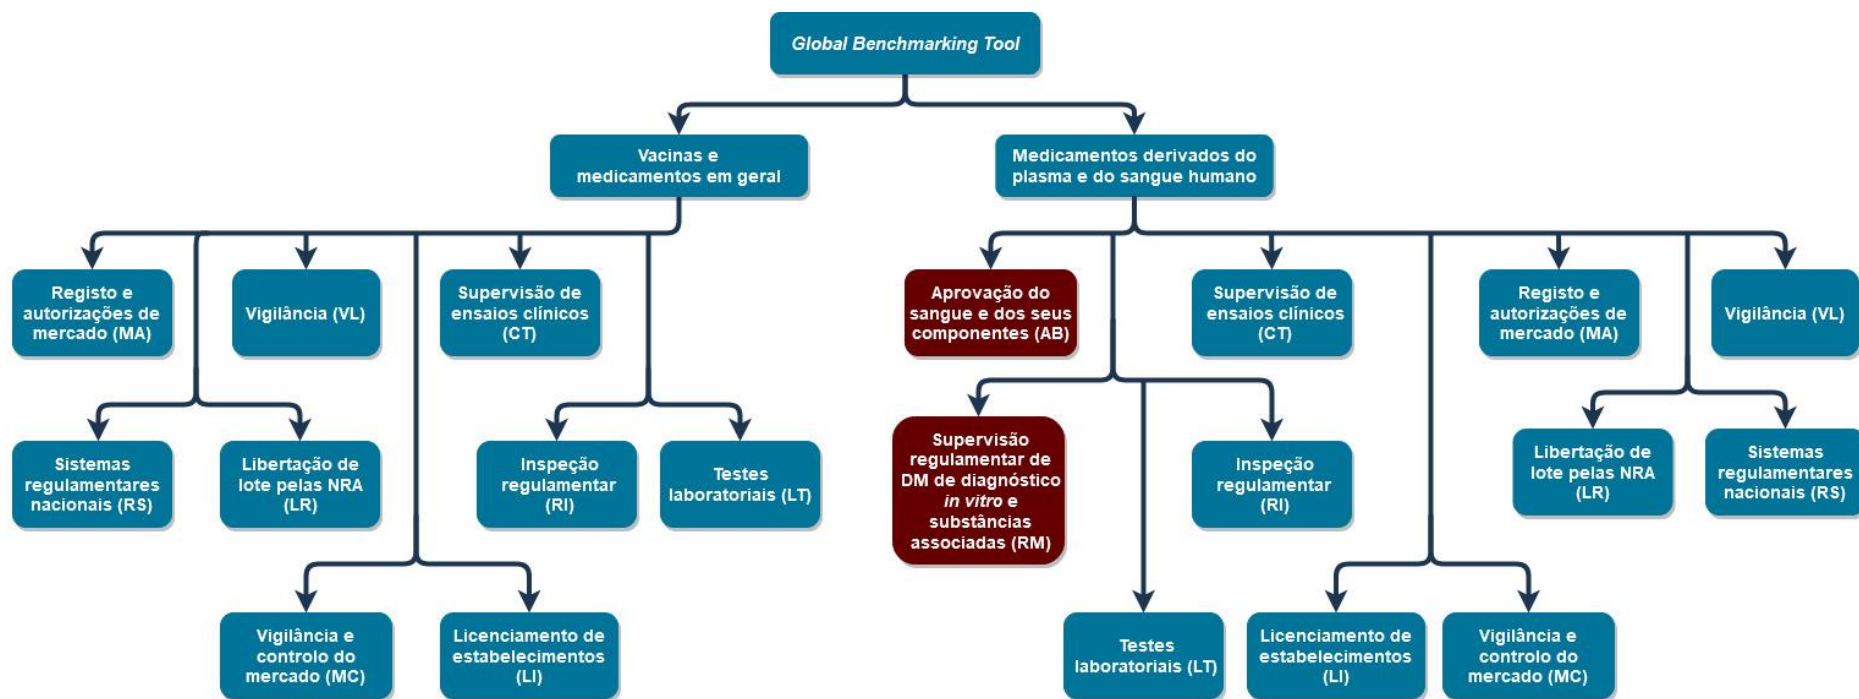 Global Benchmarking Tool
Vacinas e
medicamentos em geral
Medicamentos derivados do
plasma e do sangue humano
Registo e
autorizações de
mercado (MA)
Vigilância (VL)
Supervisão de
ensaios clínicos
(CT)
Aprovação do
sangue e dos seus
componentes (AB)
Supervisão de
ensaios clínicos
(CT)
Registo e
autorizações de
mercado (MA)
Vigilância (VL)
Sistemas
regulamentares
nacionais (RS)
Libertação de
lote pelas NRA
(LR)
Inspeção
regulamentar
(RI)
Testes
laboratoriais (LT)
Supervisão
regulamentar de
DM de diagnóstico
in vitro e
substâncias
associadas (RM)
Inspeção
regulamentar
(RI)
Libertação de
lote pelas NRA
(LR)
Sistemas
regulamentares
nacionais (RS)
Vigilância e
controlo do
mercado (MC)
Licenciamento de
estabelecimentos
(LI)
Testes
laboratoriais (LT)
Licenciamento de
estabelecimentos
(LI)
Vigilância e
controlo do
mercado (MC)